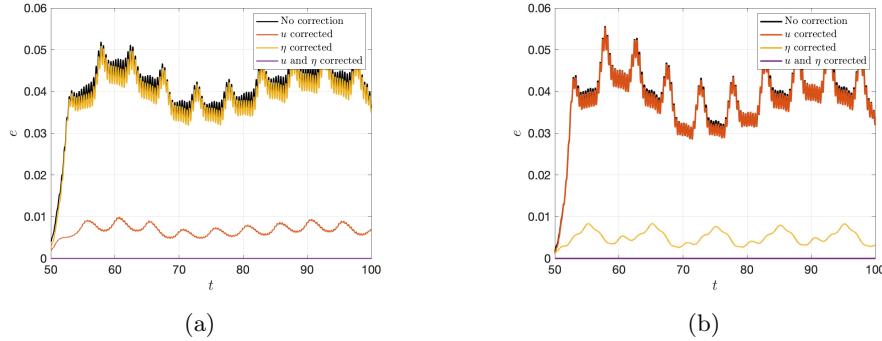 0.06
0.05
0.04
0.03
0.02
0.01
0
e
50 60 70 80 90 100
t
No correction
u corrected
η corrected
u and η corrected
(a)
0.06
0.05
0.04
0.03
0.02
0.01
0
e
50 60 70 80 90 100
t
No correction
u corrected
η corrected
u and η corrected
(b)